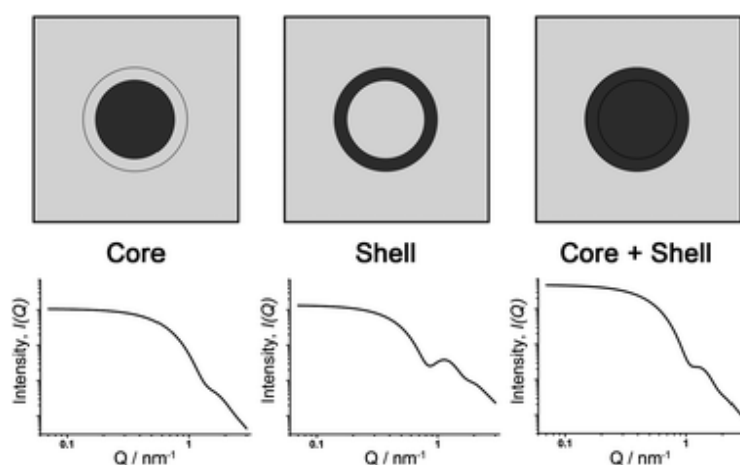 Core
Shell
Core + Shell
Intensity, I(Q)
0.1
1
Q / nm⁻¹
Intensity, I(Q)
0.1
1
Q / nm⁻¹
Intensity, I(Q)
0.1
1
Q / nm⁻¹